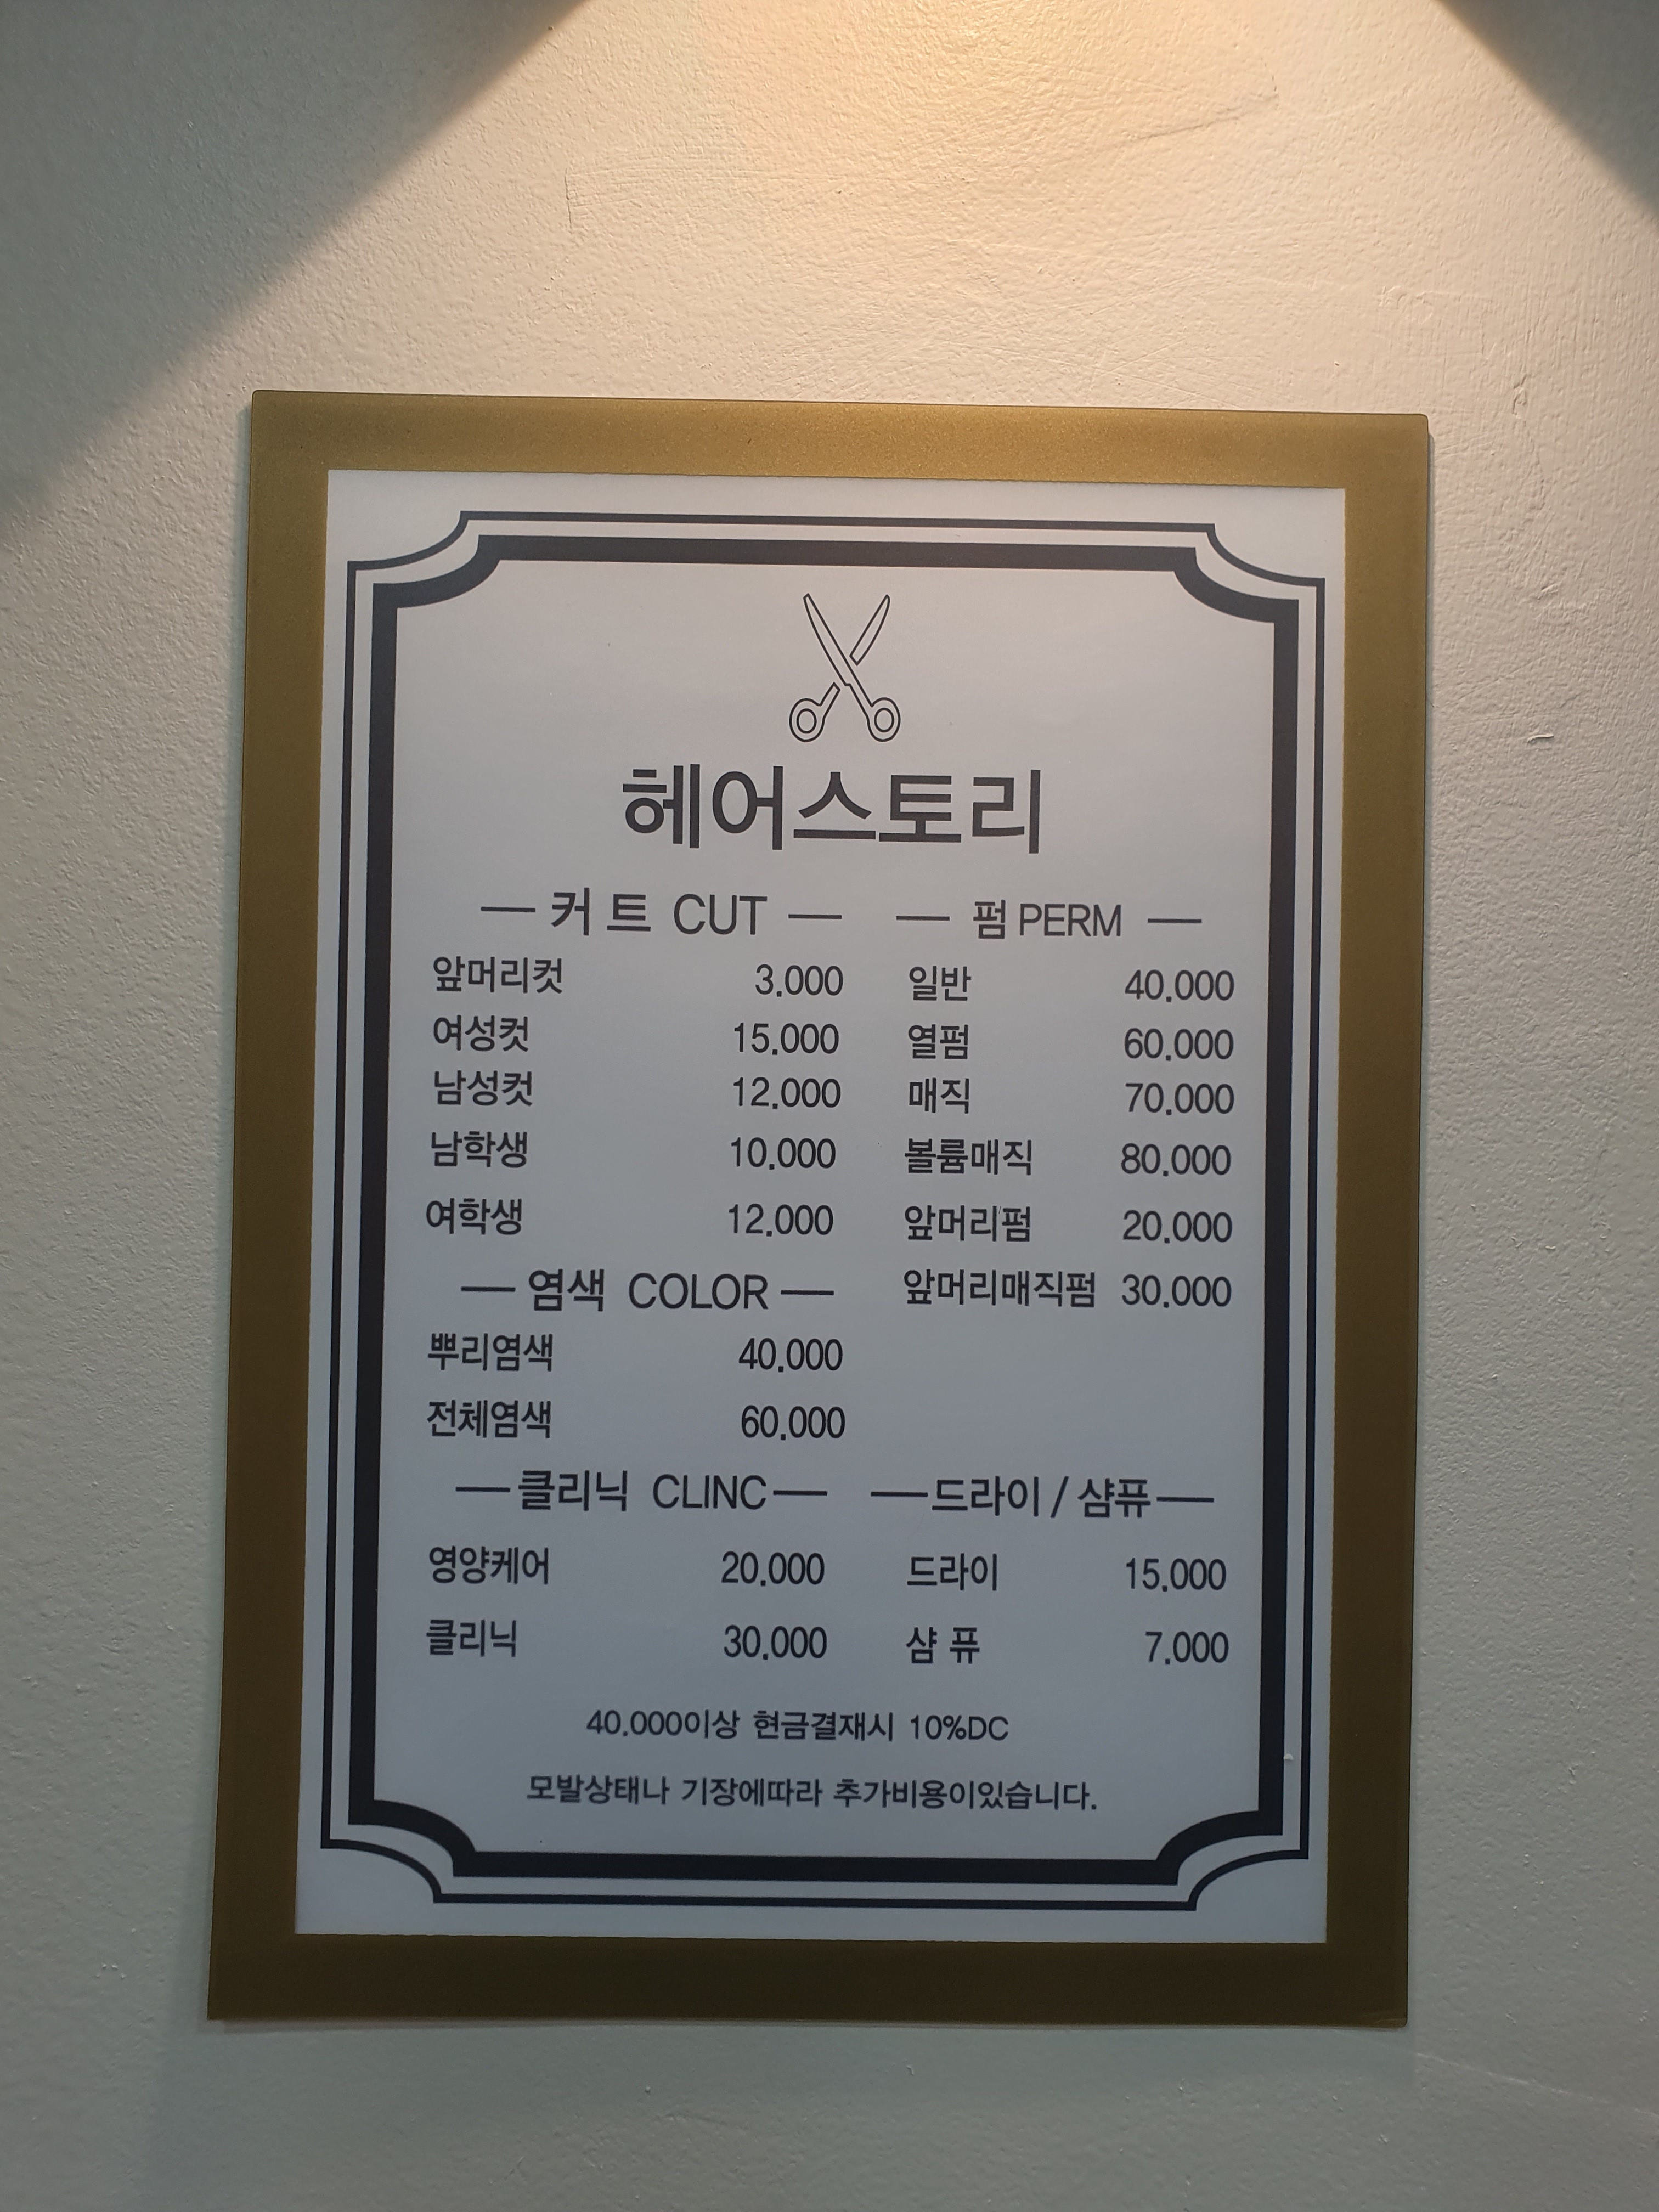 헤어스토리
커트 CUT
앞머리컷 3.000
여성컷 15.000
남성컷 12.000
남학생 10.000
여학생 12.000
염색 COLOR
뿌리염색 40.000
전체염색 60.000
펌 PERM
일반 40.000
열펌 60.000
매직 70.000
볼륨매직 80.000
앞머리펌 20.000
앞머리매직펌 30.000
클리닉 CLINC
영양케어 20.000
클리닉 30.000
드라이 / 샴퓨
드라이 15.000
샴 퓨 7.000
40.000이상 현금결재시 10%DC
모발상태나 기장에따라 추가비용이있습니다.